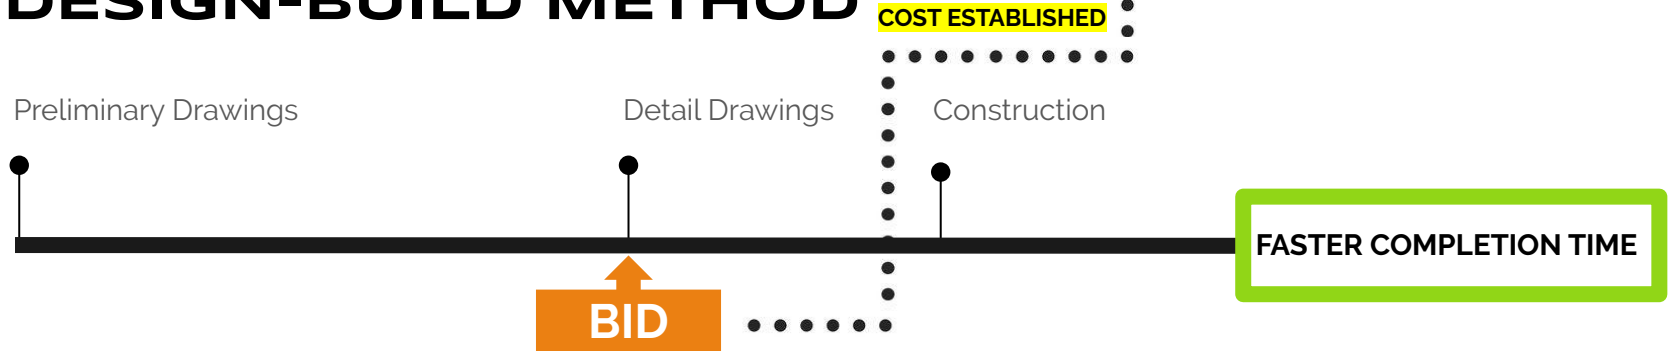 DESIGN-BUILD METHOD
COST ESTABLISHED
Preliminary Drawings
Detail Drawings
Construction
FASTER COMPLETION TIME
BID